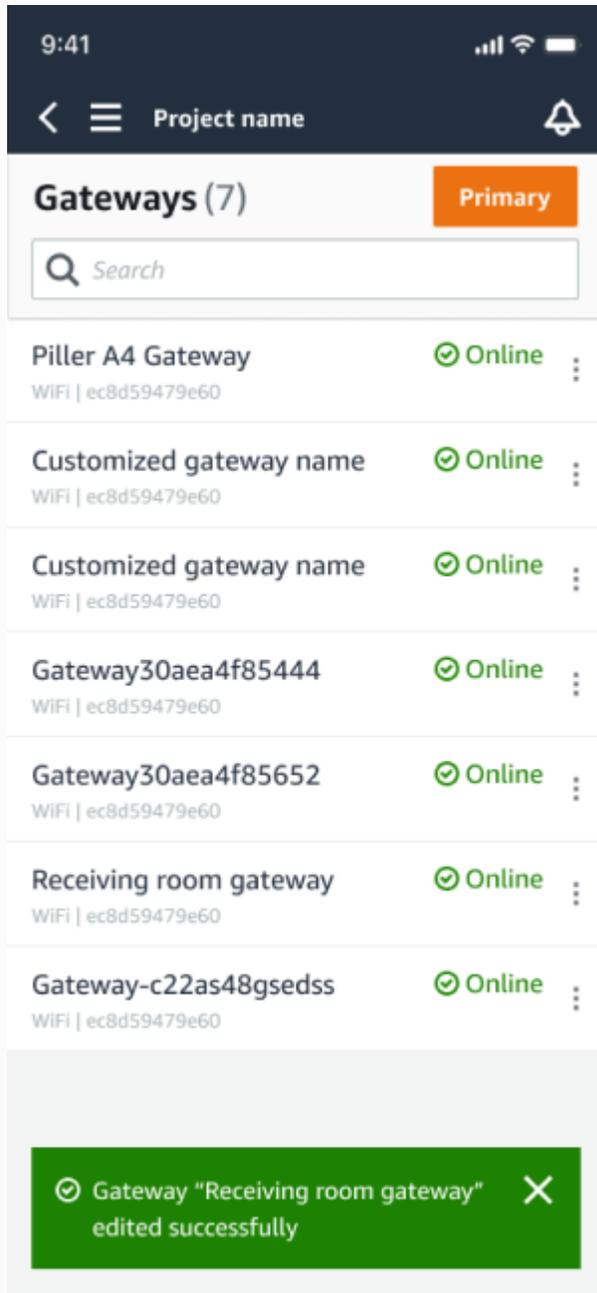 9:41
Project name
Gateways (7)
Primary
Search
Piller A4 Gateway
Online
WiFi | ec8d59479e60
Customized gateway name
Online
WiFi | ec8d59479e60
Customized gateway name
Online
WiFi | ec8d59479e60
Gateway30aea4f85444
Online
WiFi | ec8d59479e60
Gateway30aea4f85652
Online
WiFi | ec8d59479e60
Receiving room gateway
Online
WiFi | ec8d59479e60
Gateway-c22as48gsedss
Online
WiFi | ec8d59479e60
Gateway “Receiving room gateway”
edited successfully